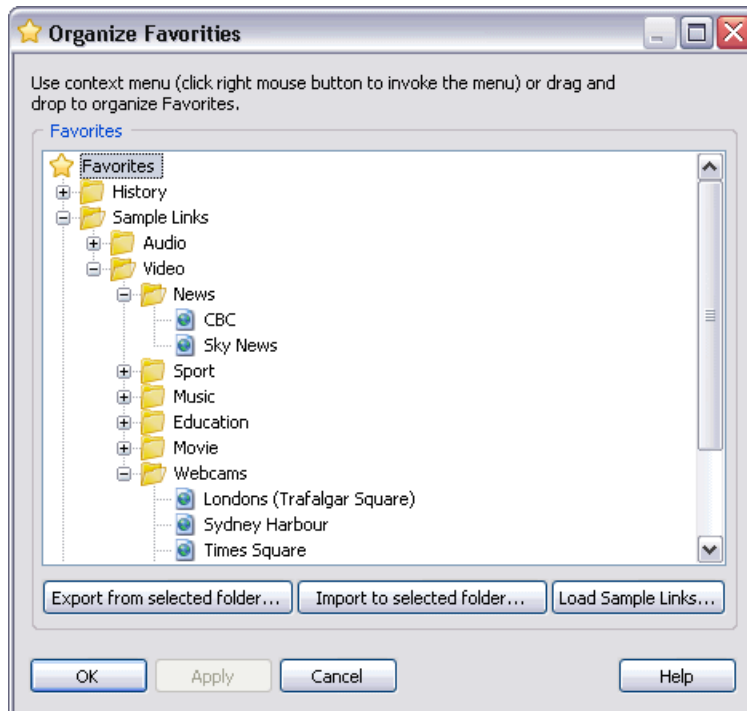 Organize Favorities
Use context menu (click right mouse button to invoke the menu) or drag and
drop to organize Favorites.
Favorites
Favorites
History
Sample Links
Audio
Video
News
CBC
Sky News
Sport
Music
Education
Movie
Webcams
Londons (Trafalgar Square)
Sydney Harbour
Times Square
Export from selected folder... Import to selected folder... Load Sample Links...
OK Apply Cancel Help